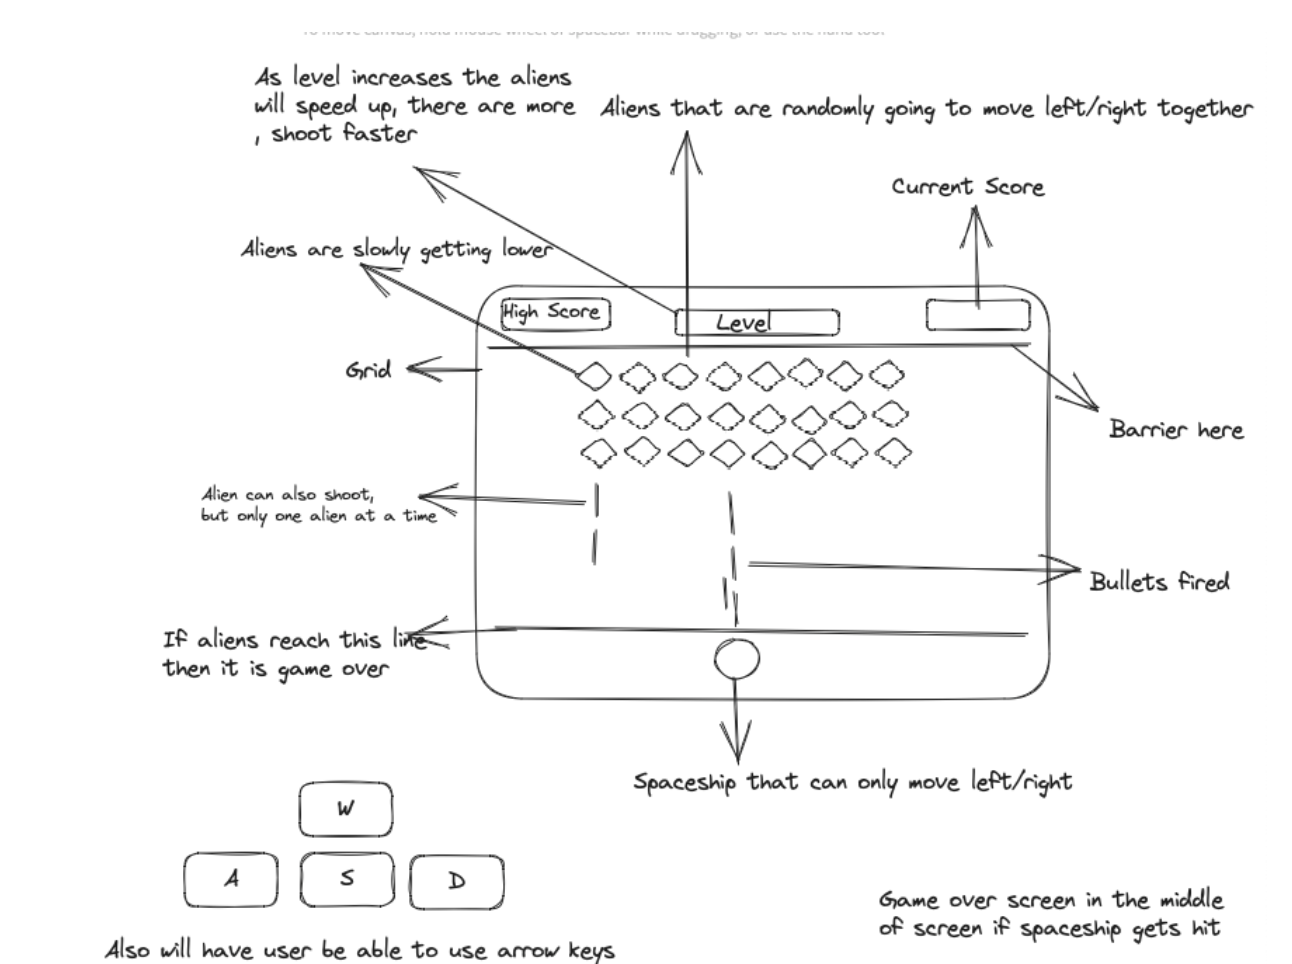 To move canvas, hold mouse wheel or spacebar while dragging, or use the hand tool
As level increases the aliens
will speed up, there are more
, shoot faster
Aliens that are randomly going to move left/right together
Current Score
Aliens are slowly getting lower
High Score
Level
Grid
Barrier here
Alien can also shoot,
but only one alien at a time
Bullets fired
If aliens reach this line
then it is game over
Spaceship that can only move left/right
W
A
S
D
Game over screen in the middle
of screen if spaceship gets hit
Also will have user be able to use arrow keys